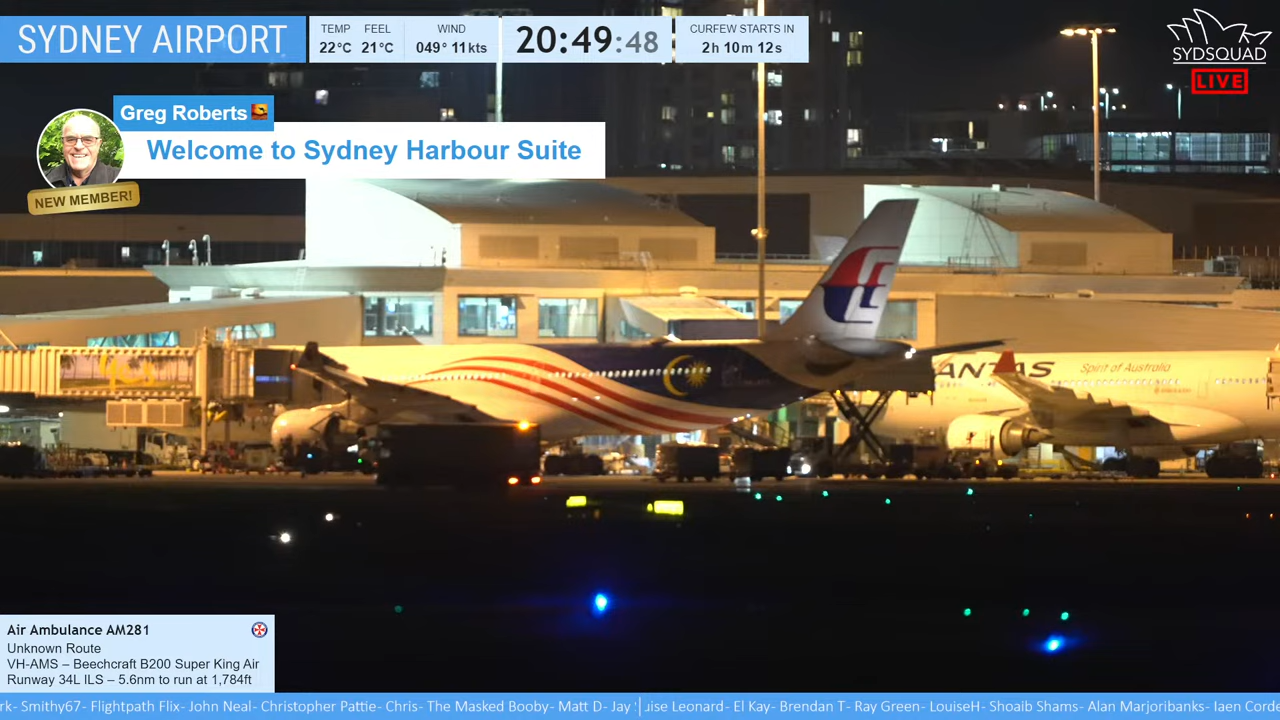 SYDNEY AIRPORT
TEMP FEEL WIND
22°C 21°C 049° 11kts
20:49:48
CURFEW STARTS IN
2h 10m 12s
SYDSQUAD
LIVE
Greg Roberts
Welcome to Sydney Harbour Suite
NEW MEMBER!
ANTAS
Spirit of Australia
Air Ambulance AM281
Unknown Route
VH-AMS – Beechcraft B200 Super King Air
Runway 34L ILS – 5.6nm to run at 1,784ft
rk- Smithy67- Flightpath Flix- John Neal- Christopher Pattie- Chris- The Masked Booby- Matt D- Jay uise Leonard- El Kay- Brendan T- Ray Green- LouiseH- Shoaib Shams- Alan Marjoribanks- Iaen Corde